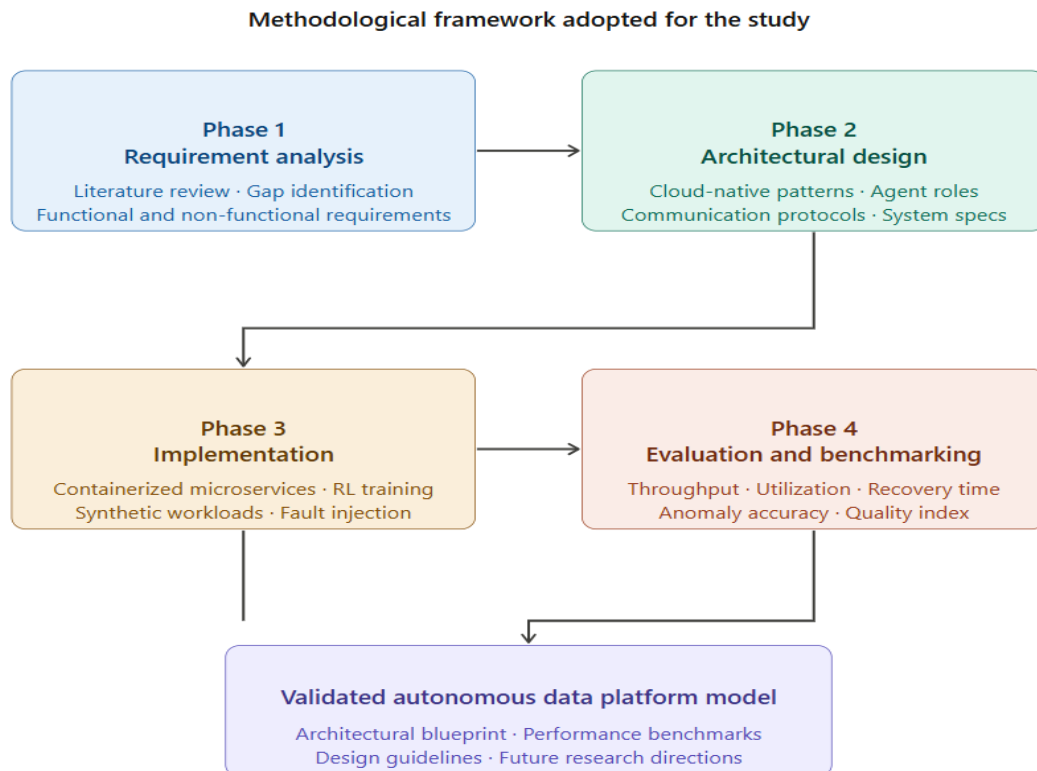 Methodological framework adopted for the study
Phase 1
Requirement analysis
Literature review · Gap identification
Functional and non-functional requirements
Phase 2
Architectural design
Cloud-native patterns · Agent roles
Communication protocols · System specs
Phase 3
Implementation
Containerized microservices · RL training
Synthetic workloads · Fault injection
Phase 4
Evaluation and benchmarking
Throughput · Utilization · Recovery time
Anomaly accuracy · Quality index
Validated autonomous data platform model
Architectural blueprint · Performance benchmarks
Design guidelines · Future research directions